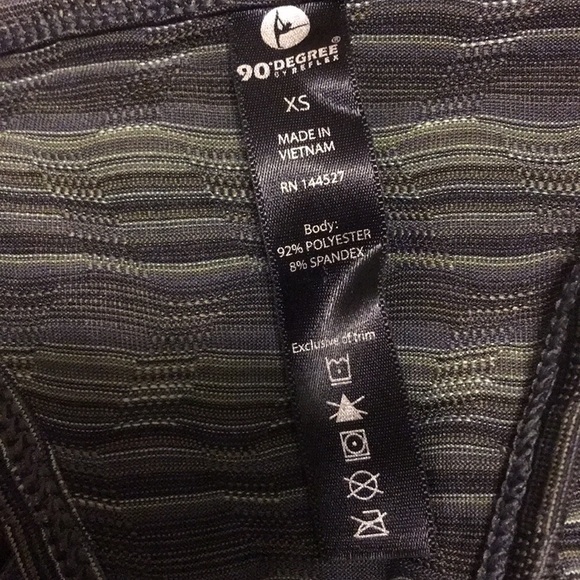 90°DEGREE®
BY REFLEX
XS
MADE IN
VIETNAM
RN 144527
Body:
92% POLYESTER
8% SPANDEX
Exclusive of trim